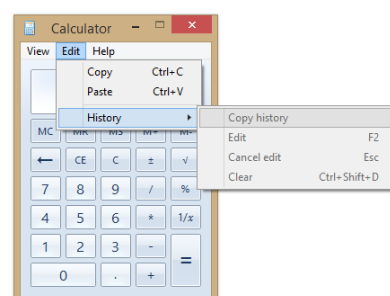 Calculator
View Edit Help
Copy Ctrl+C
Paste Ctrl+V
History
Copy history
Edit F2
Cancel edit Esc
Clear Ctrl+Shift+D
MC MR MS M+ M-
← CE C ± √
7 8 9 / %
4 5 6 * 1/x
1 2 3 - =
0 . +